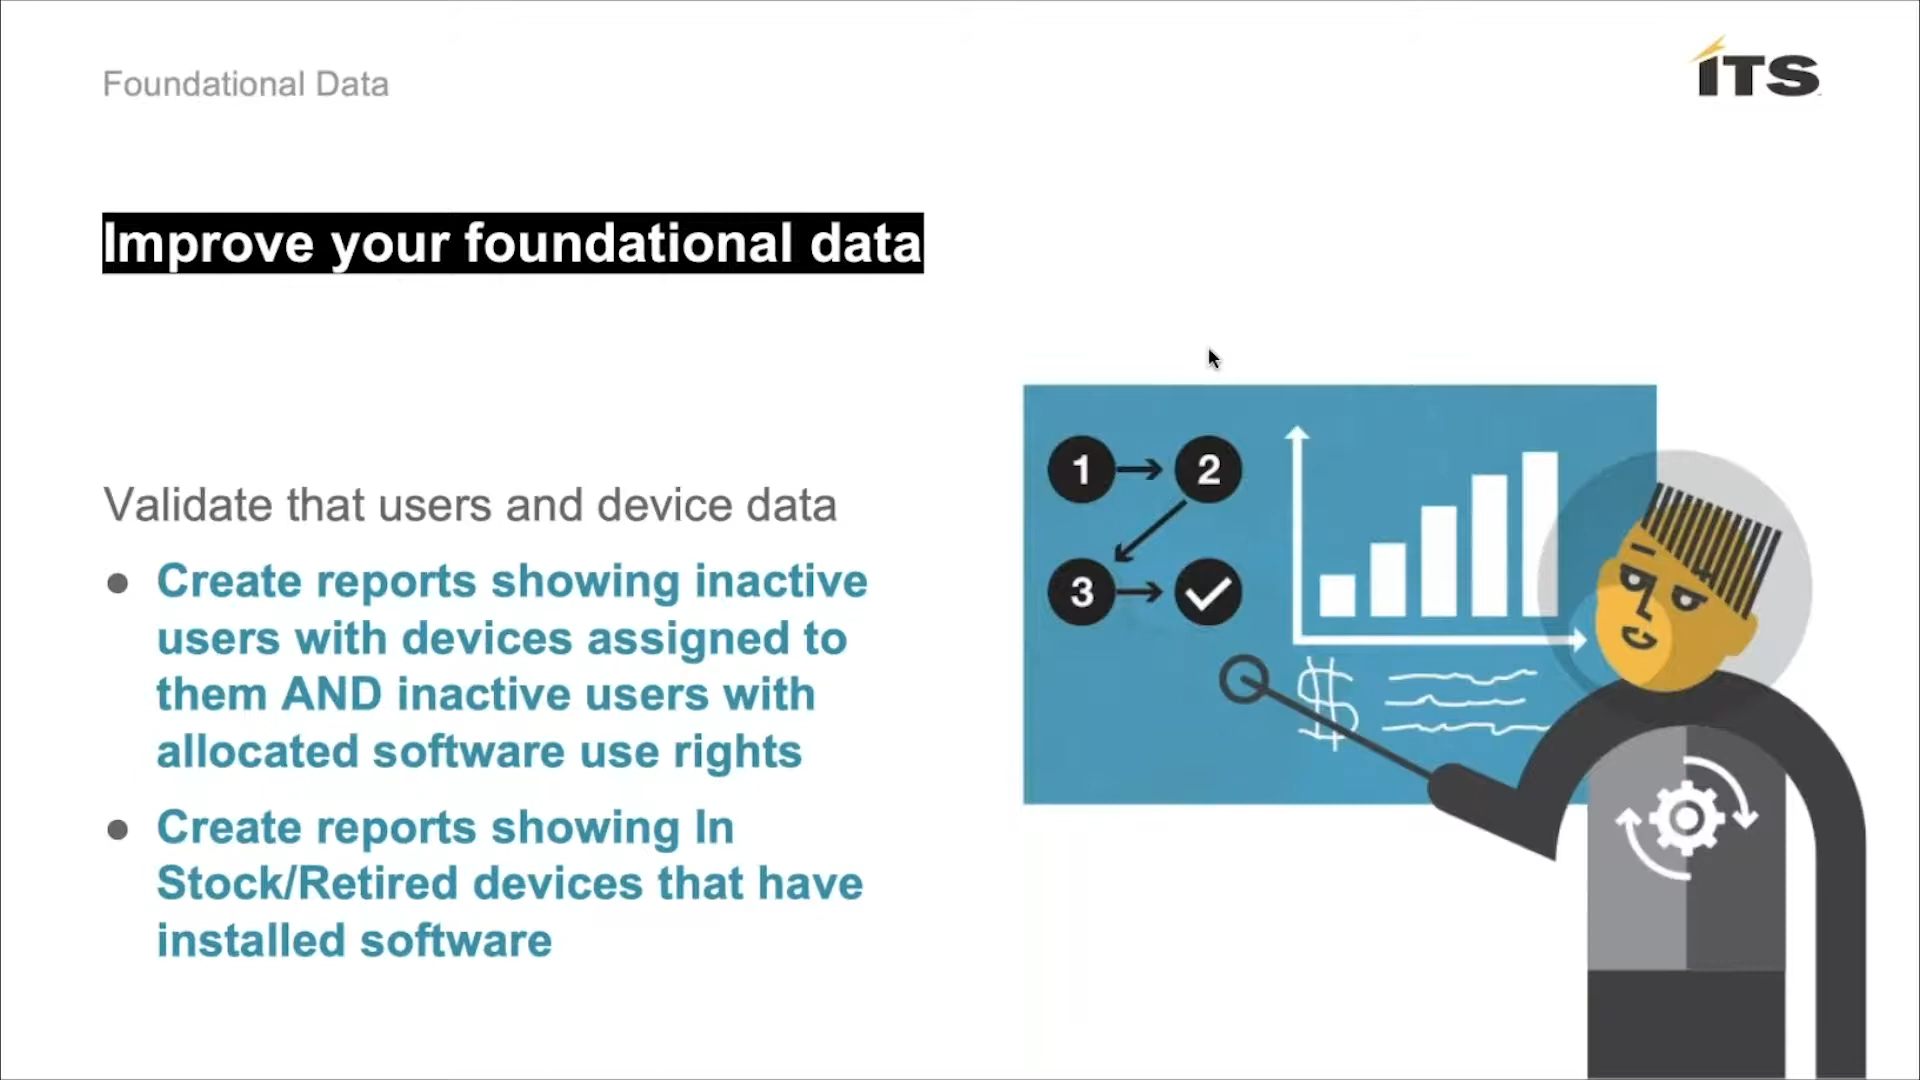 Foundational Data
ITS
Improve your foundational data
Validate that users and device data
● Create reports showing inactive
users with devices assigned to
them AND inactive users with
allocated software use rights
● Create reports showing In
Stock/Retired devices that have
installed software
1 2
3
$